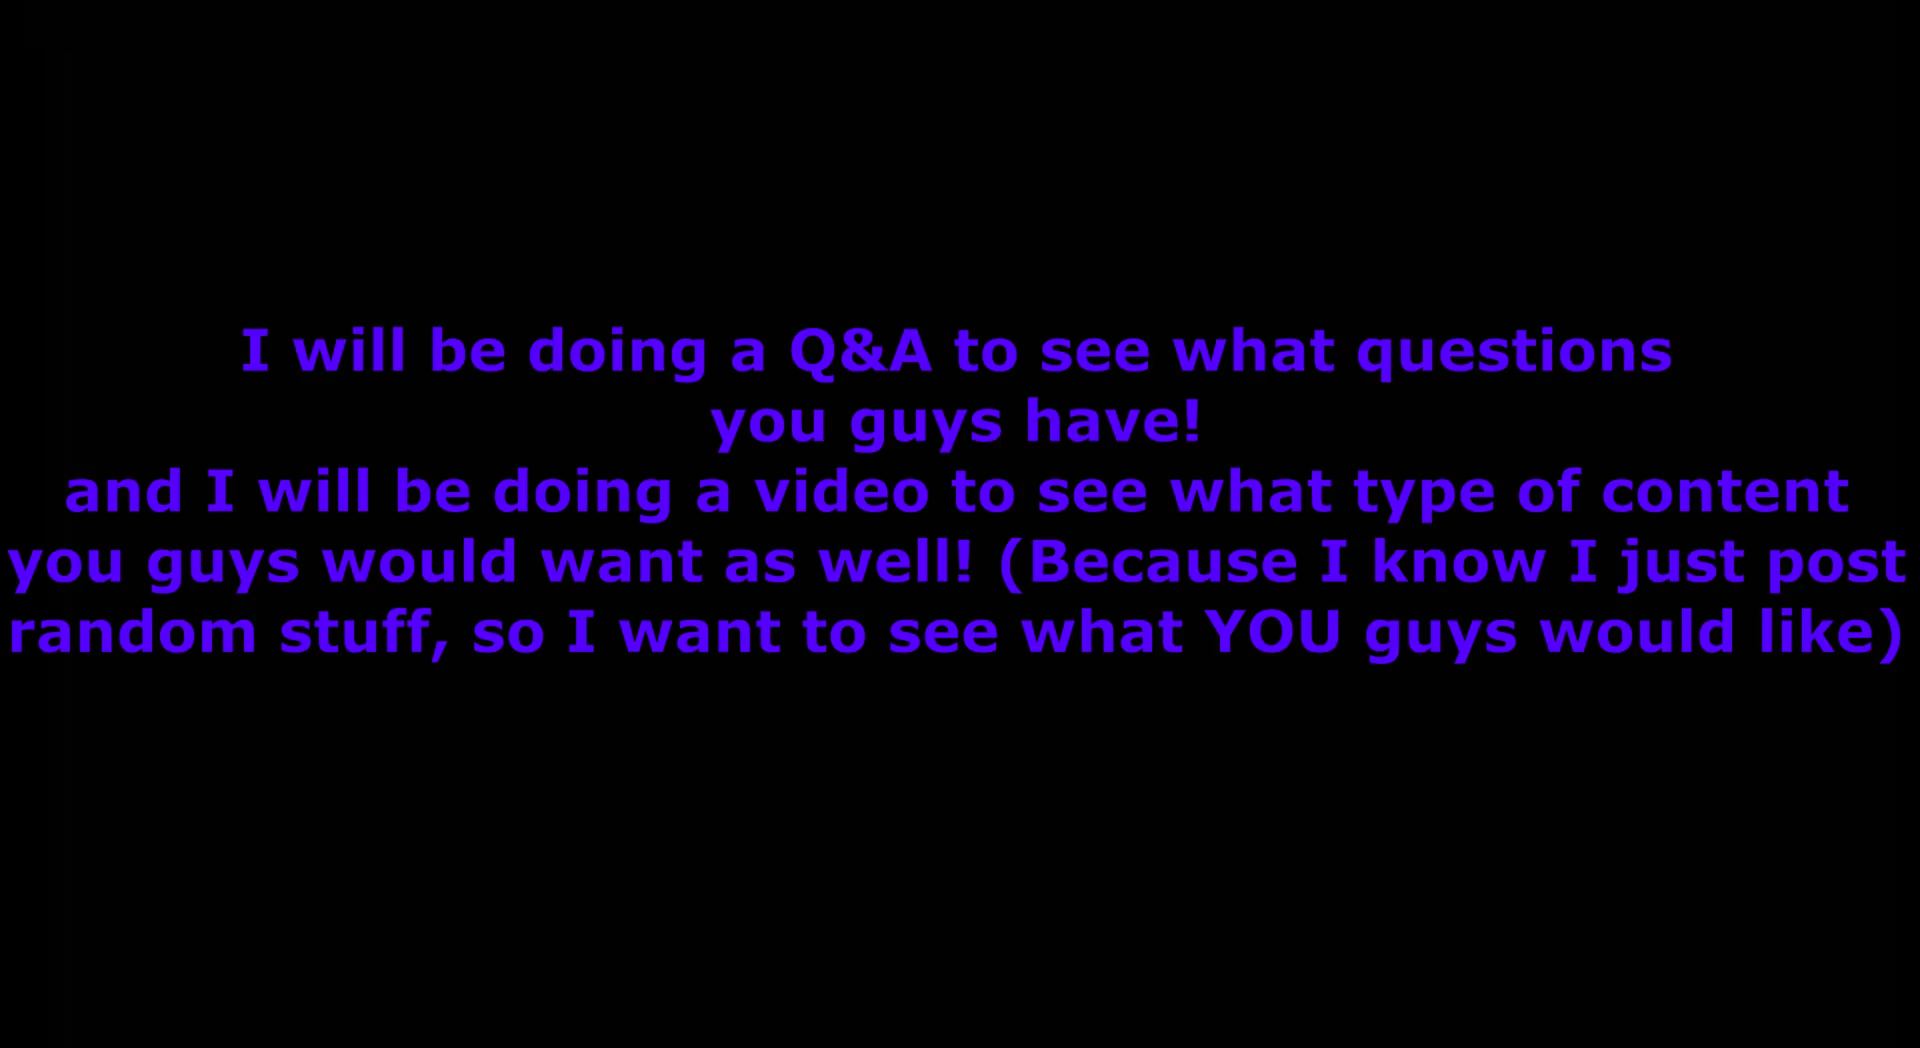 I will be doing a Q&A to see what questions
you guys have!
and I will be doing a video to see what type of content
you guys would want as well! (Because I know I just post
random stuff, so I want to see what YOU guys would like)